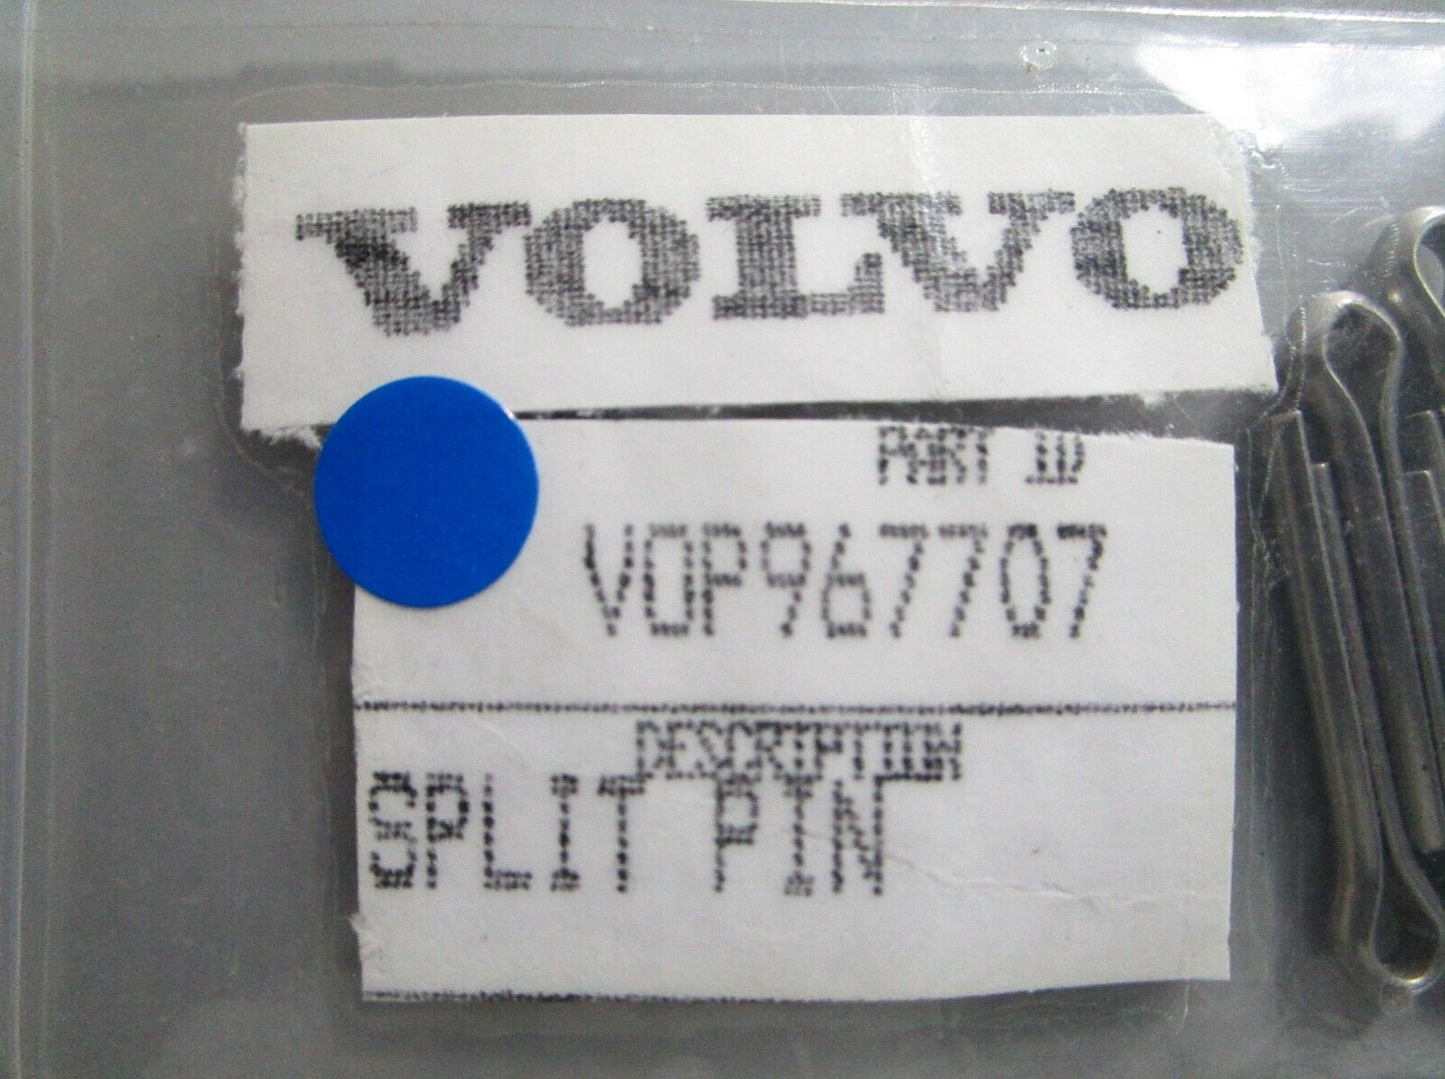 VOLVO
PART ID
VOP967707
DESCRIPTION
SPLIT PIN